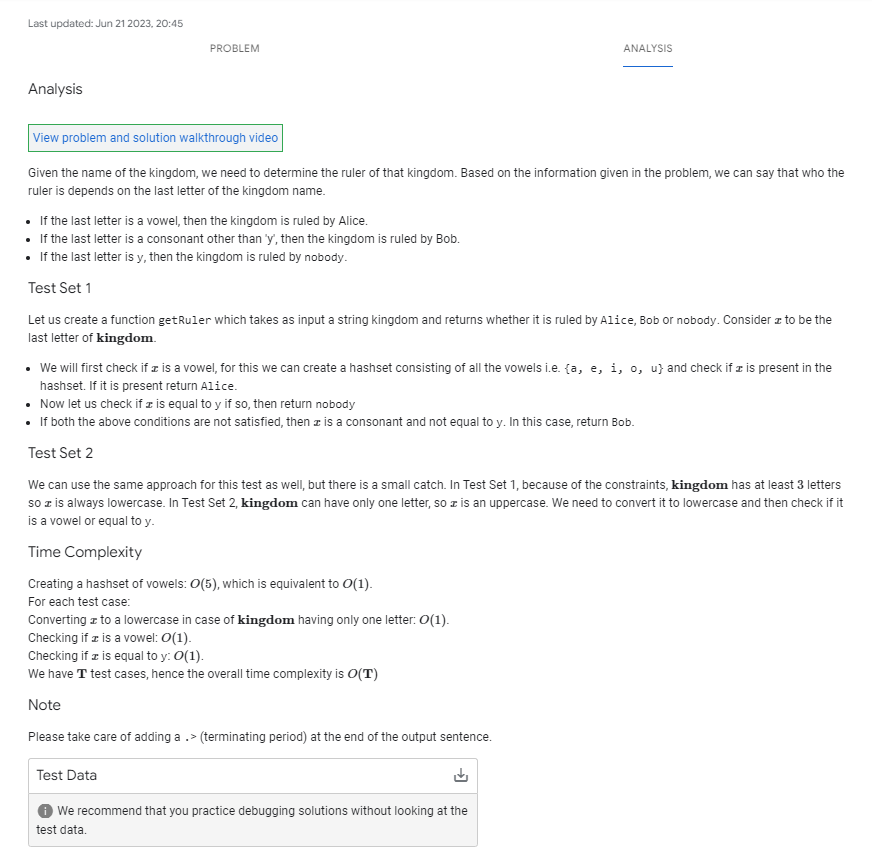 Last updated: Jun 21 2023, 20:45
PROBLEM
ANALYSIS
Analysis
View problem and solution walkthrough video
Given the name of the kingdom, we need to determine the ruler of that kingdom. Based on the information given in the problem, we can say that who the
ruler is depends on the last letter of the kingdom name.
• If the last letter is a vowel, then the kingdom is ruled by Alice.
• If the last letter is a consonant other than 'y', then the kingdom is ruled by Bob.
• If the last letter is y, then the kingdom is ruled by nobody.
Test Set 1
Let us create a function getRuler which takes as input a string kingdom and returns whether it is ruled by Alice, Bob or nobody. Consider x to be the
last letter of kingdom.
• We will first check if x is a vowel, for this we can create a hashset consisting of all the vowels i.e. {a, e, i, o, u} and check if x is present in the
hashset. If it is present return Alice.
• Now let us check if x is equal to y if so, then return nobody
• If both the above conditions are not satisfied, then x is a consonant and not equal to y. In this case, return Bob.
Test Set 2
We can use the same approach for this test as well, but there is a small catch. In Test Set 1, because of the constraints, kingdom has at least 3 letters
so x is always lowercase. In Test Set 2, kingdom can have only one letter, so x is an uppercase. We need to convert it to lowercase and then check if it
is a vowel or equal to y.
Time Complexity
Creating a hashset of vowels: O(5), which is equivalent to O(1).
For each test case:
Converting x to a lowercase in case of kingdom having only one letter: O(1).
Checking if x is a vowel: O(1).
Checking if x is equal to y: O(1).
We have T test cases, hence the overall time complexity is O(T)
Note
Please take care of adding a .> (terminating period) at the end of the output sentence.
Test Data
We recommend that you practice debugging solutions without looking at the
test data.